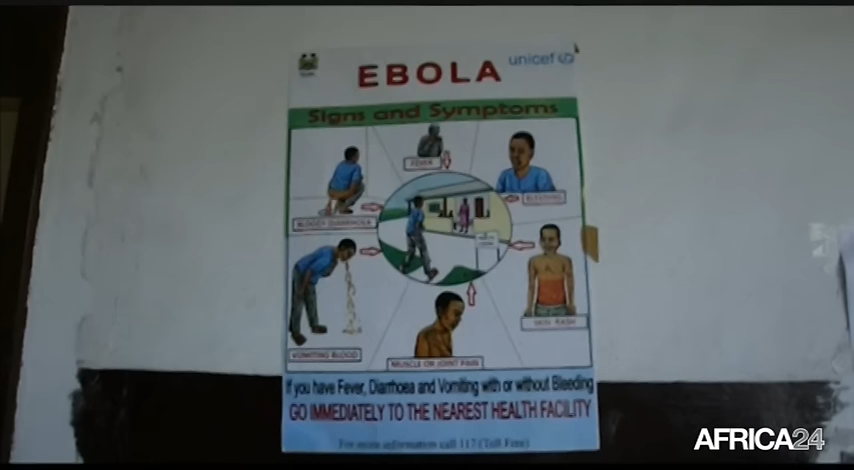 unicef
EBOLA
Signs and Symptoms
FEVER
BLEEDING
BLOODY DIARRHOEA
SKIN RASH
VOMITING BLOOD
MUSCLE OR JOINT PAIN
If you have Fever, Diarrhoea and Vomiting with or without Bleeding
GO IMMEDIATELY TO THE NEAREST HEALTH FACILITY
For more information call 117 (Toll Free)
AFRICA24